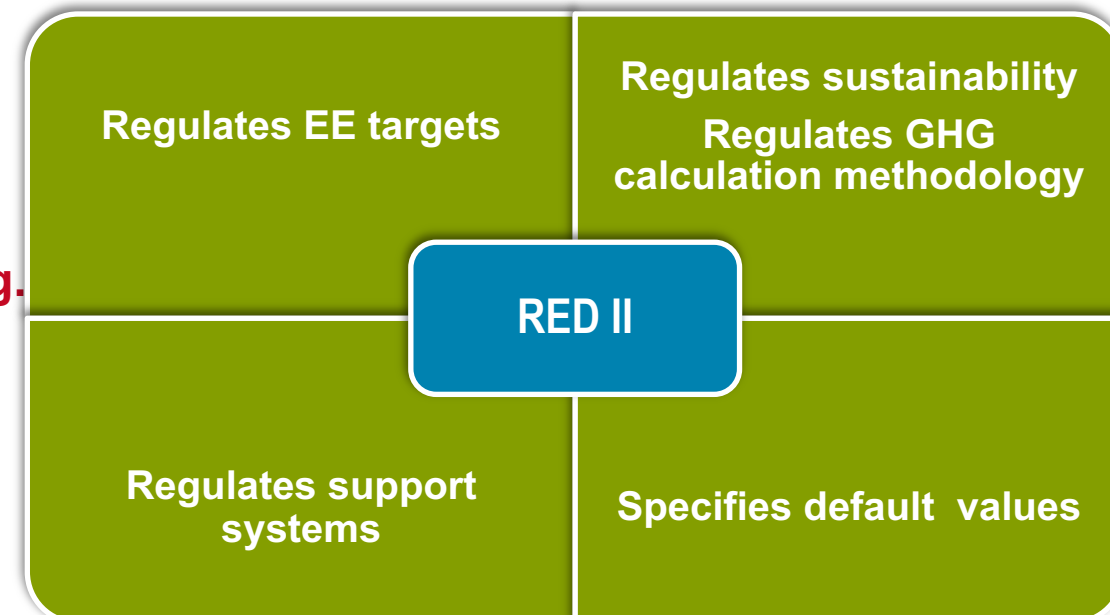 Regulates EE targets
Regulates sustainability
Regulates GHG
calculation methodology
g.
RED II
Regulates support
systems
Specifies default values